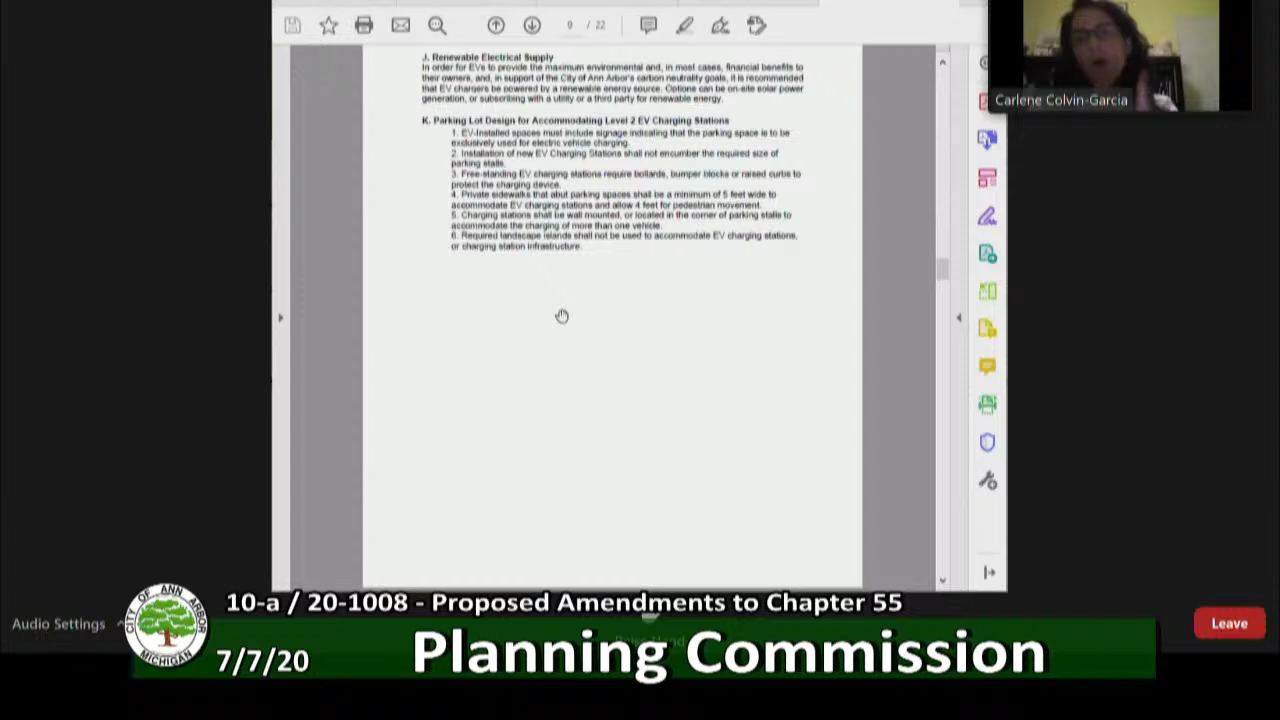 9 / 22
Carlene Colvin-Garcia
J. Renewable Electrical Supply
In order for EVs to provide the maximum environmental and, in most cases, financial benefits to
their owners, and, in support of the City of Ann Arbor's carbon neutrality goals, it is recommended
that EV chargers be powered by a renewable energy source. Options can be on-site solar power
generation, or subscribing with a utility or a third party for renewable energy.
K. Parking Lot Design for Accommodating Level 2 EV Charging Stations
1. EV-Installed spaces must include signage indicating that the parking space is to be
exclusively used for electric vehicle charging.
2. Installation of new EV Charging Stations shall not encumber the required size of
parking stalls.
3. Free-standing EV charging stations require bollards, bumper blocks or raised curbs to
protect the charging device.
4. Private sidewalks that abut parking spaces shall be a minimum of 5 feet wide to
accommodate EV charging stations and allow 4 feet for pedestrian movement.
5. Charging stations shall be wall mounted, or located in the corner of parking stalls to
accommodate the charging of more than one vehicle.
6. Required landscape islands shall not be used to accommodate EV charging stations,
or charging station infrastructure.
10-a / 20-1008 - Proposed Amendments to Chapter 55
Audio Settings
CITY OF ANN ARBOR
MICHIGAN
7/7/20
Planning Commission
Leave